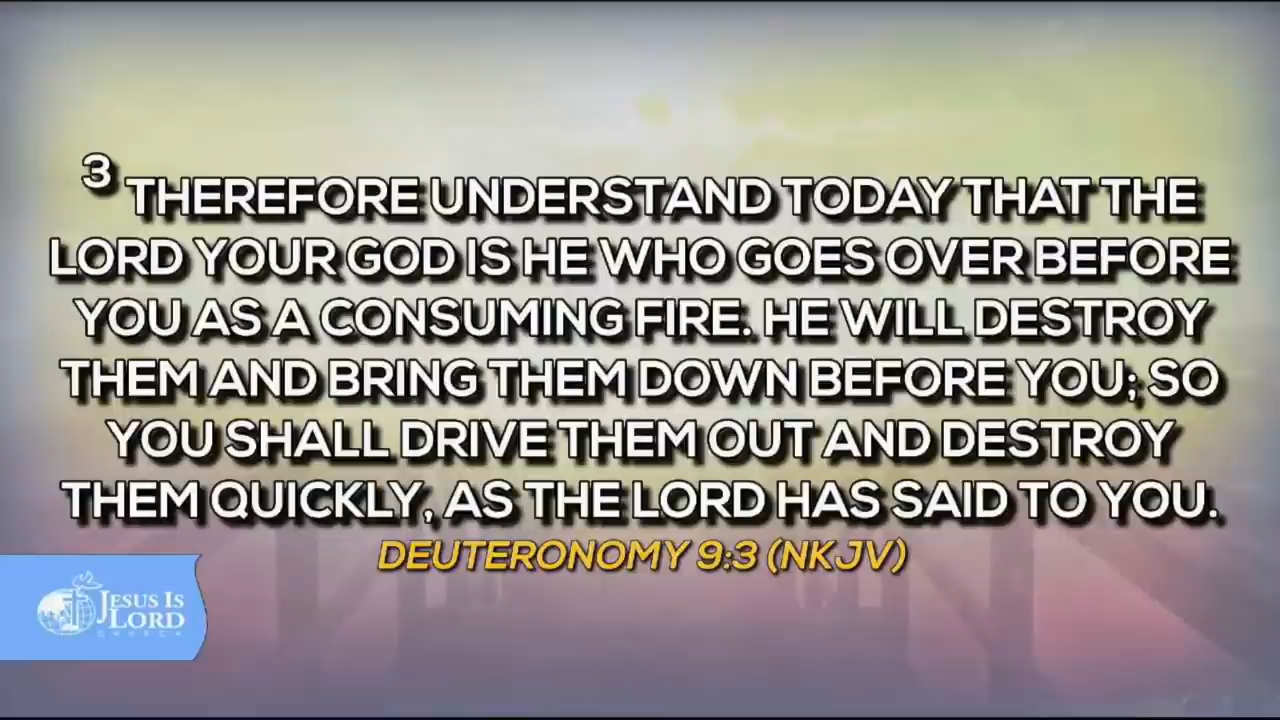 3 THEREFORE UNDERSTAND TODAY THAT THE
LORD YOUR GOD IS HE WHO GOES OVER BEFORE
YOU AS A CONSUMING FIRE. HE WILL DESTROY
THEM AND BRING THEM DOWN BEFORE YOU; SO
YOU SHALL DRIVE THEM OUT AND DESTROY
THEM QUICKLY, AS THE LORD HAS SAID TO YOU.
DEUTERONOMY 9:3 (NKJV)
JESUS IS
LORD
CHURCH